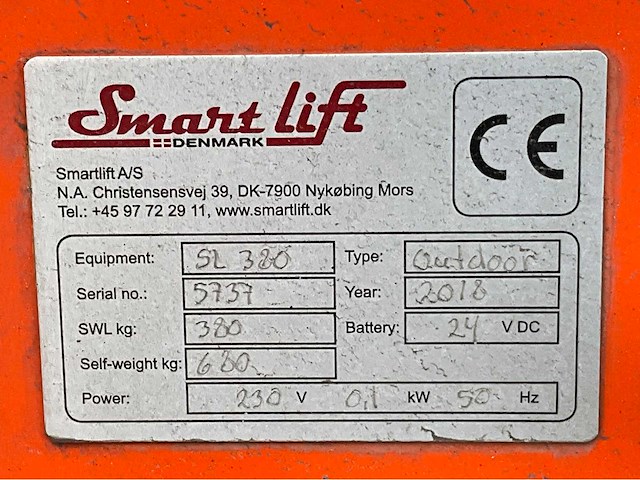 Smart lift
DENMARK
CE
Smartlift A/S
N.A. Christensensvej 39, DK-7900 Nykøbing Mors
Tel.: +45 97 72 29 11, www.smartlift.dk
Equipment: SL 380 Type: Outdoor
Serial no.: 5737 Year: 2018
SWL kg: 380 Battery: 24 V DC
Self-weight kg: 680
Power: 230 V 0,1 kW 50 Hz